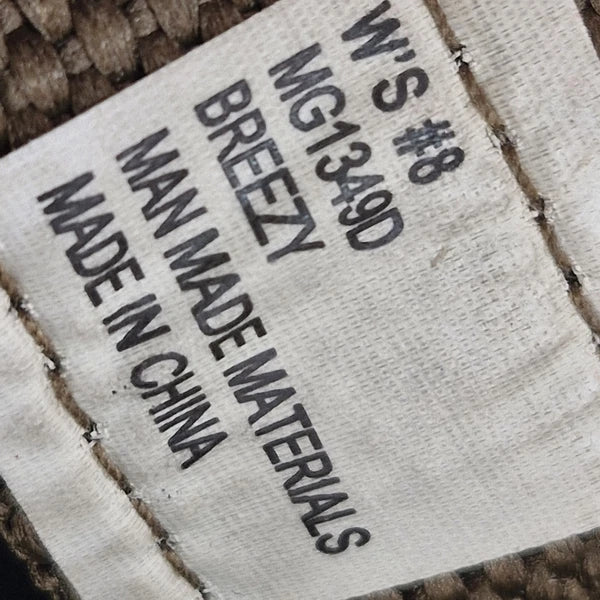 W'S #8
MG1349D
BREEZY
MAN MADE MATERIALS
MADE IN CHINA